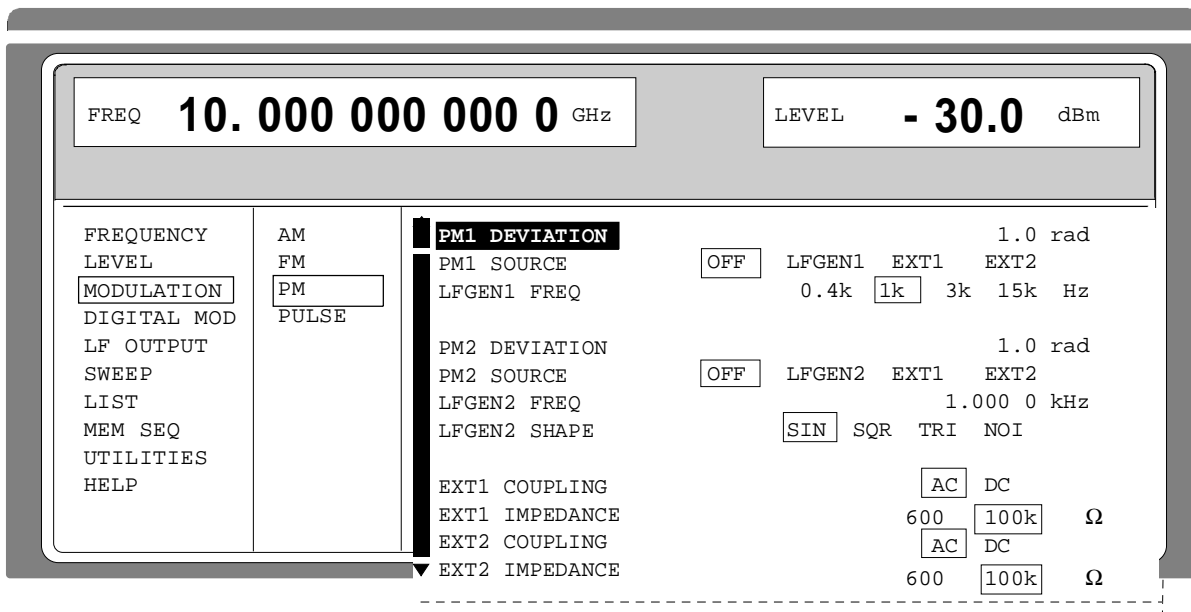 FREQ 10. 000 000 000 0 GHz LEVEL - 30.0 dBm
FREQUENCY
LEVEL
MODULATION
DIGITAL MOD
LF OUTPUT
SWEEP
LIST
MEM SEQ
UTILITIES
HELP
AM
FM
PM
PULSE
PM1 DEVIATION 1.0 rad
PM1 SOURCE OFF LFGEN1 EXT1 EXT2
LFGEN1 FREQ 0.4k 1k 3k 15k Hz
PM2 DEVIATION 1.0 rad
PM2 SOURCE OFF LFGEN2 EXT1 EXT2
LFGEN2 FREQ 1.000 0 kHz
LFGEN2 SHAPE SIN SQR TRI NOI
EXT1 COUPLING AC DC
EXT1 IMPEDANCE 600 100k Ω
EXT2 COUPLING AC DC
EXT2 IMPEDANCE 600 100k Ω